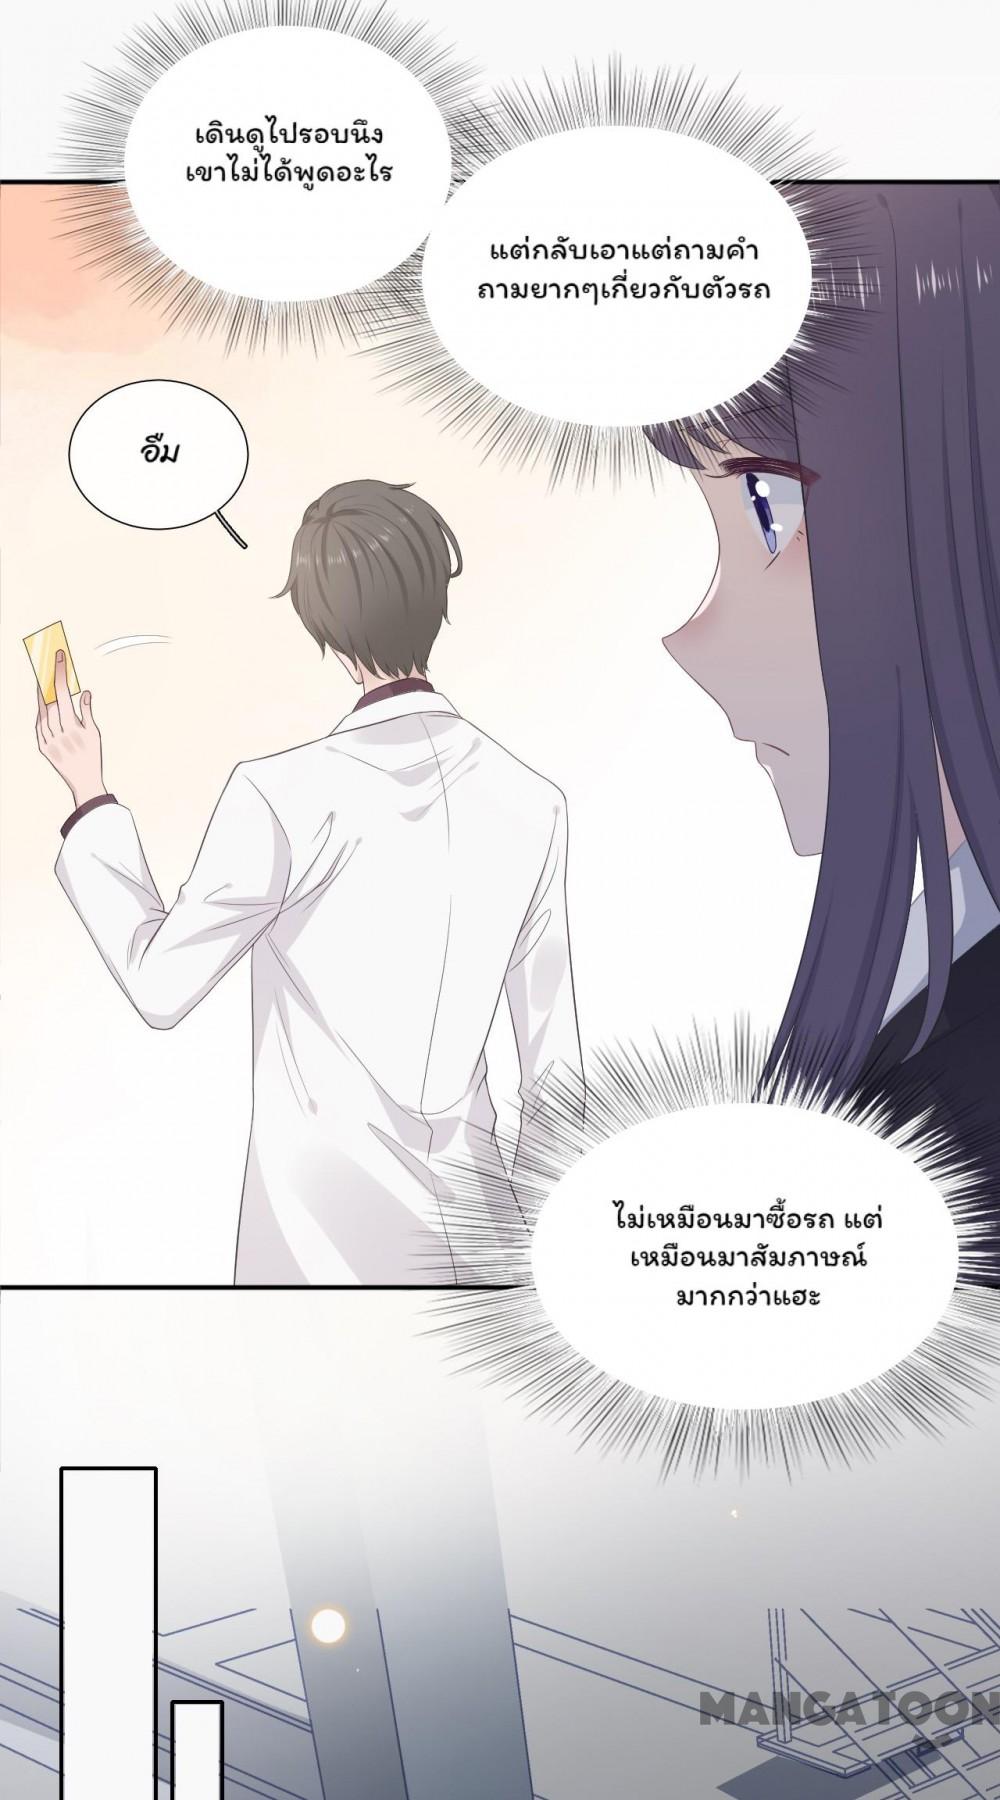 เดินดูไปรอบนึง
เขาไม่ได้พูดอะไร
แต่กลับเอาแต่ถามคำ
ถามยากๆเกี่ยวกับตัวรถ
อืม
ไม่เหมือนมาซื้อรถ แต่
เหมือนมาสัมภาษณ์
มากกว่าแฮะ
MANGATOON